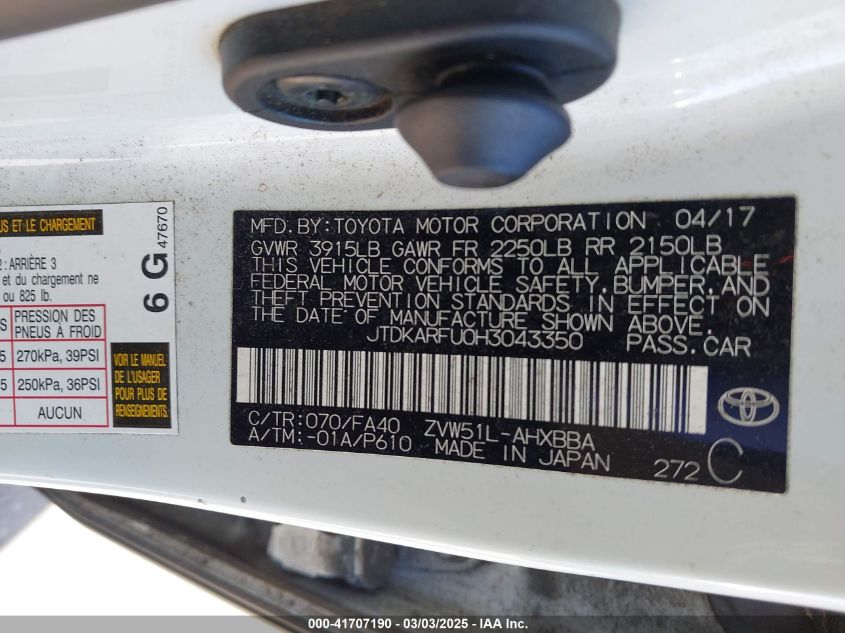 US ET LE CHARGEMENT
2: ARRIÈRE 3
et du chargement ne
ou 825 lb.
PRESSION DES
PNEUS À FROID
270kPa, 39PSI
250kPa, 36PSI
AUCUN
6 G 47670
VOIR LE MANUEL
DE L'USAGER
POUR PLUS DE
RENSEIGNEMENTS.
MFD. BY: TOYOTA MOTOR CORPORATION 04/17
GVWR 3915LB GAWR FR 2250LB RR 2150LB
THIS VEHICLE CONFORMS TO ALL APPLICABLE
FEDERAL MOTOR VEHICLE SAFETY, BUMPER, AND
THEFT PREVENTION STANDARDS IN EFFECT ON
THE DATE OF MANUFACTURE SHOWN ABOVE.
JTDKARFU0H3043350 PASS. CAR
C/TR: 070/FA40 ZVW51L-AHXBBA
A/TM: -01A/P610 MADE IN JAPAN 272 C
000-41707190 - 03/03/2025 - IAAI Inc.